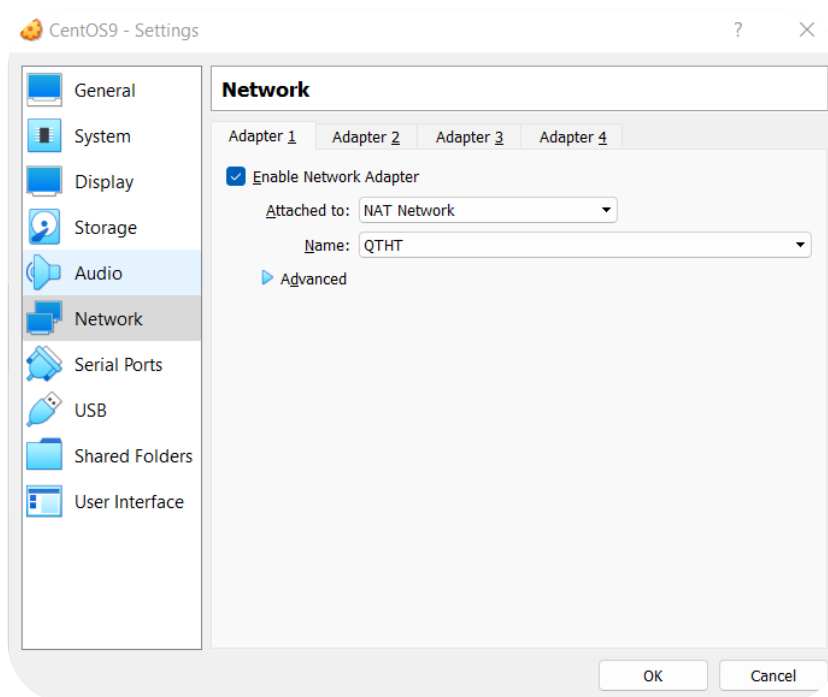 CentOS9 - Settings
?
General
System
Display
Storage
Audio
Network
Serial Ports
USB
Shared Folders
User Interface
Network
Adapter 1 Adapter 2 Adapter 3 Adapter 4
Enable Network Adapter
Attached to: NAT Network
Name: QTHT
Advanced
OK Cancel